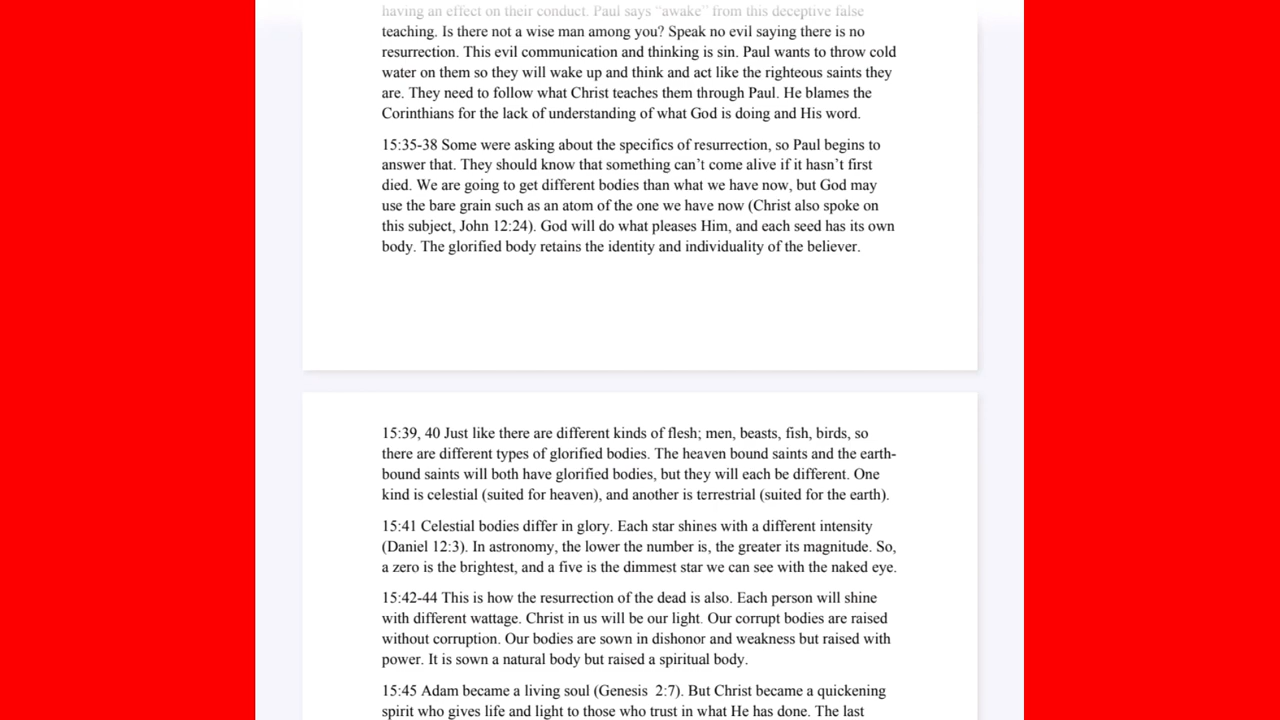 having an effect on their conduct. Paul says “awake” from this deceptive false
teaching. Is there not a wise man among you? Speak no evil saying there is no
resurrection. This evil communication and thinking is sin. Paul wants to throw cold
water on them so they will wake up and think and act like the righteous saints they
are. They need to follow what Christ teaches them through Paul. He blames the
Corinthians for the lack of understanding of what God is doing and His word.
15:35-38 Some were asking about the specifics of resurrection, so Paul begins to
answer that. They should know that something can’t come alive if it hasn’t first
died. We are going to get different bodies than what we have now, but God may
use the bare grain such as an atom of the one we have now (Christ also spoke on
this subject, John 12:24). God will do what pleases Him, and each seed has its own
body. The glorified body retains the identity and individuality of the believer.
15:39, 40 Just like there are different kinds of flesh; men, beasts, fish, birds, so
there are different types of glorified bodies. The heaven bound saints and the earth-
bound saints will both have glorified bodies, but they will each be different. One
kind is celestial (suited for heaven), and another is terrestrial (suited for the earth).
15:41 Celestial bodies differ in glory. Each star shines with a different intensity
(Daniel 12:3). In astronomy, the lower the number is, the greater its magnitude. So,
a zero is the brightest, and a five is the dimmest star we can see with the naked eye.
15:42-44 This is how the resurrection of the dead is also. Each person will shine
with different wattage. Christ in us will be our light. Our corrupt bodies are raised
without corruption. Our bodies are sown in dishonor and weakness but raised with
power. It is sown a natural body but raised a spiritual body.
15:45 Adam became a living soul (Genesis 2:7). But Christ became a quickening
spirit who gives life and light to those who trust in what He has done. The last